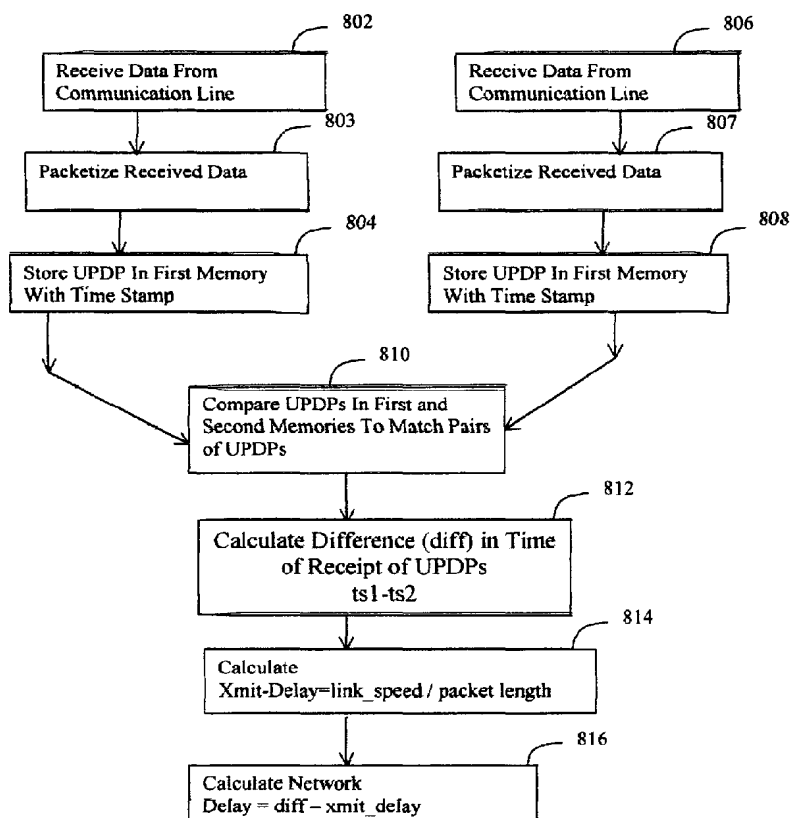 802
Receive Data From
Communication Line
803
Packetize Received Data
804
Store UPDP In First Memory
With Time Stamp
806
Receive Data From
Communication Line
807
Packetize Received Data
808
Store UPDP In First Memory
With Time Stamp
810
Compare UPDPs In First and
Second Memories To Match Pairs
of UPDPs
812
Calculate Difference (diff) in Time
of Receipt of UPDPs
ts1-ts2
814
Calculate
Xmit-Delay=link_speed / packet length
816
Calculate Network
Delay = diff – xmit_delay